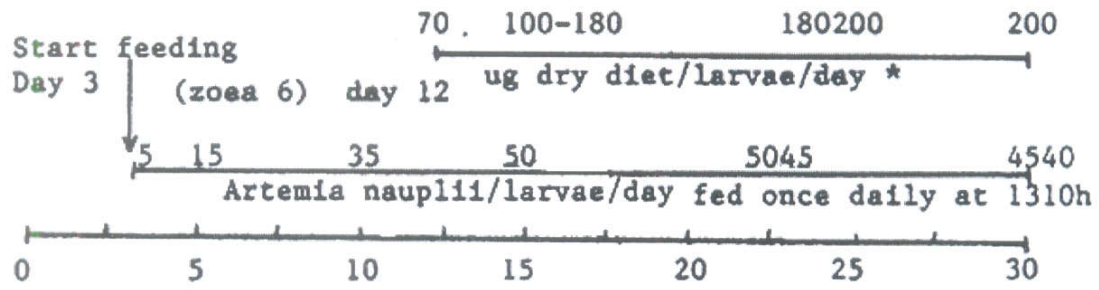 70 . 100-180 180200 200
Start feeding
ug dry diet/larvae/day *
Day 3 (zoea 6) day 12
5 15 35 50 5045 4540
Artemia nauplii/larvae/day fed once daily at 1310h
0 5 10 15 20 25 30